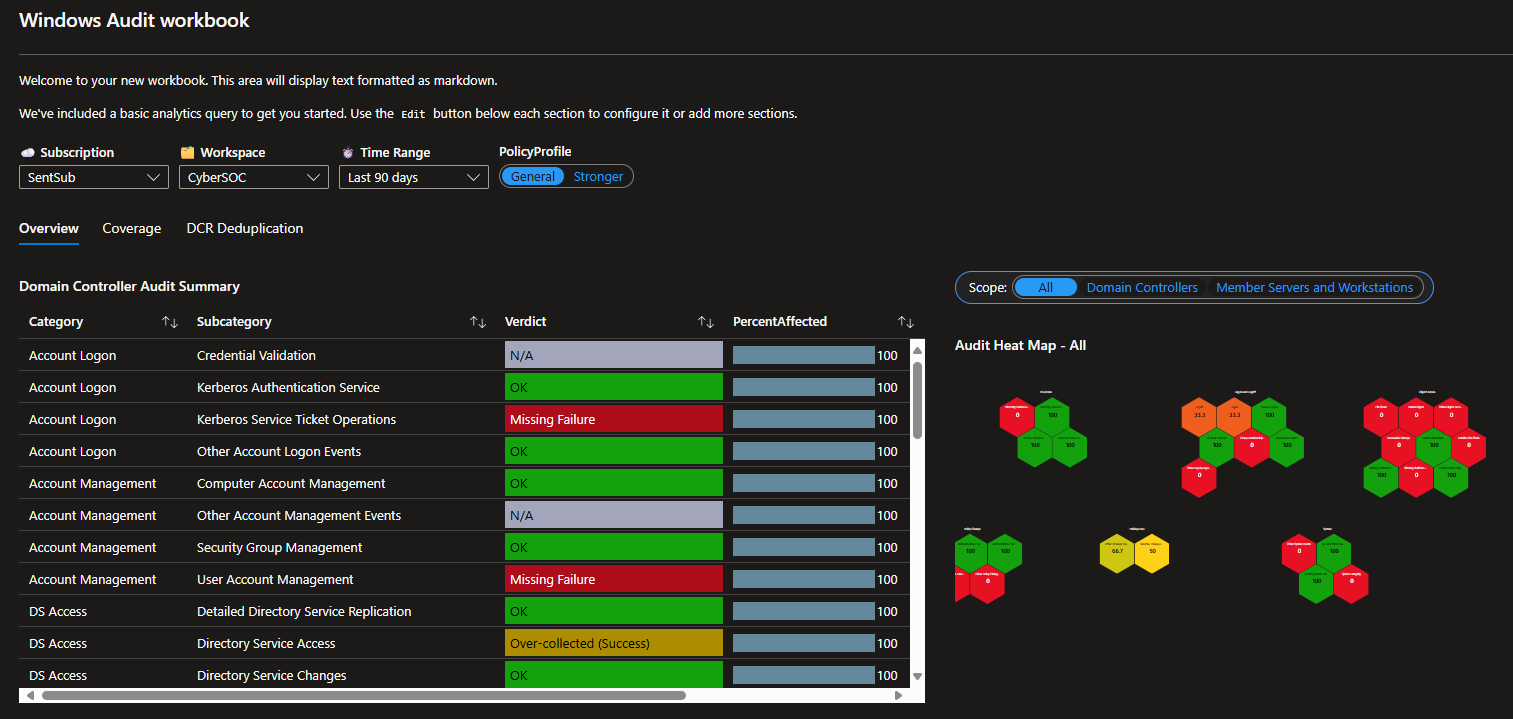 Windows Audit workbook
Welcome to your new workbook. This area will display text formatted as markdown.
We've included a basic analytics query to get you started. Use the Edit button below each section to configure it or add more sections.
Subscription Workspace Time Range PolicyProfile
SentSub CyberSOC Last 90 days General Stronger
Overview Coverage DCR Deduplication
Domain Controller Audit Summary
Category Subcategory Verdict PercentAffected
Account Logon Credential Validation N/A 100
Account Logon Kerberos Authentication Service OK 100
Account Logon Kerberos Service Ticket Operations Missing Failure 100
Account Logon Other Account Logon Events OK 100
Account Management Computer Account Management OK 100
Account Management Other Account Management Events N/A 100
Account Management Security Group Management OK 100
Account Management User Account Management Missing Failure 100
DS Access Detailed Directory Service Replication OK 100
DS Access Directory Service Access Over-collected (Success) 100
DS Access Directory Service Changes OK 100
Scope: All Domain Controllers Member Servers and Workstations
Audit Heat Map - All
0 100
100 100
33.3 33.3 100
100 0 100
0
0 0 0
0 100 0
100 0 100
100 100
0
66.7 50
System
0 100
100 0